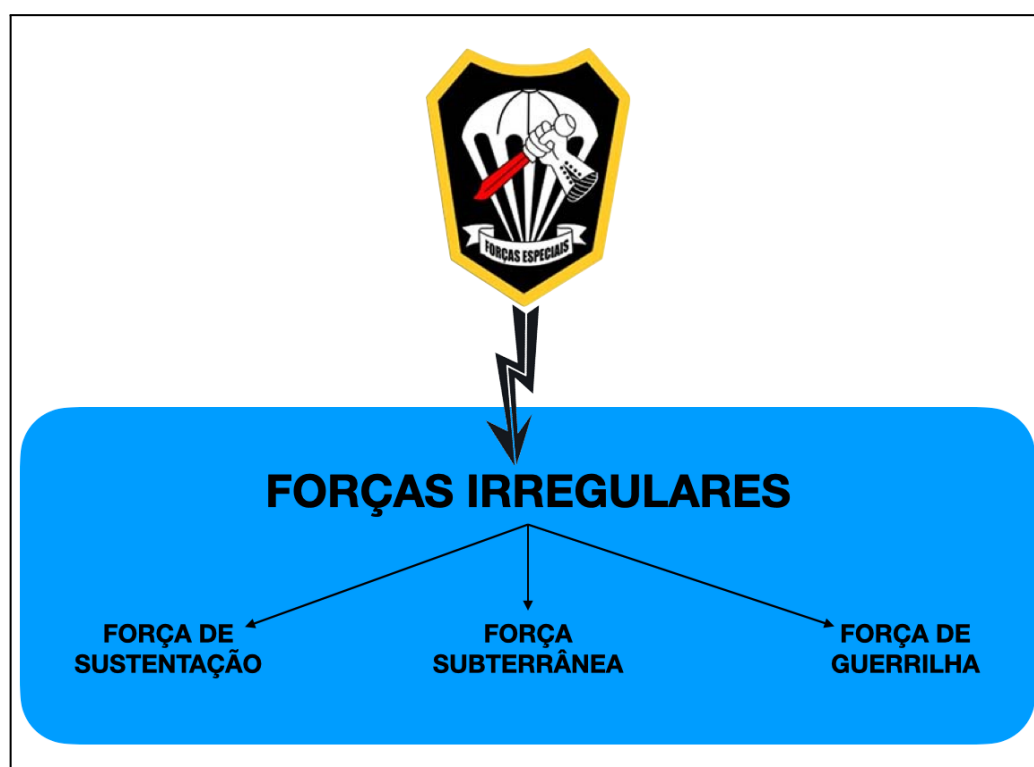 FORÇAS ESPECIAIS
FORÇAS IRREGULARES
FORÇA DE
SUSTENTAÇÃO
FORÇA
SUBTERRÂNEA
FORÇA DE
GUERRILHA